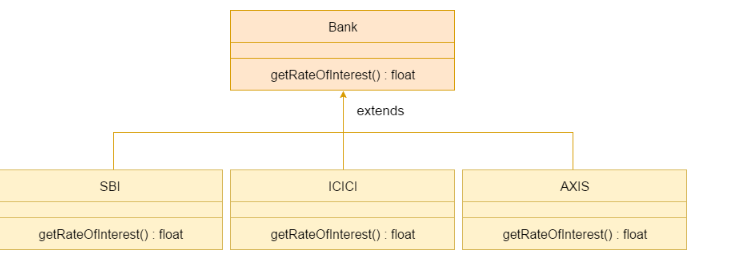 Bank
getRateOfInterest() : float
extends
SBI
getRateOfInterest() : float
ICICI
getRateOfInterest() : float
AXIS
getRateOfInterest() : float